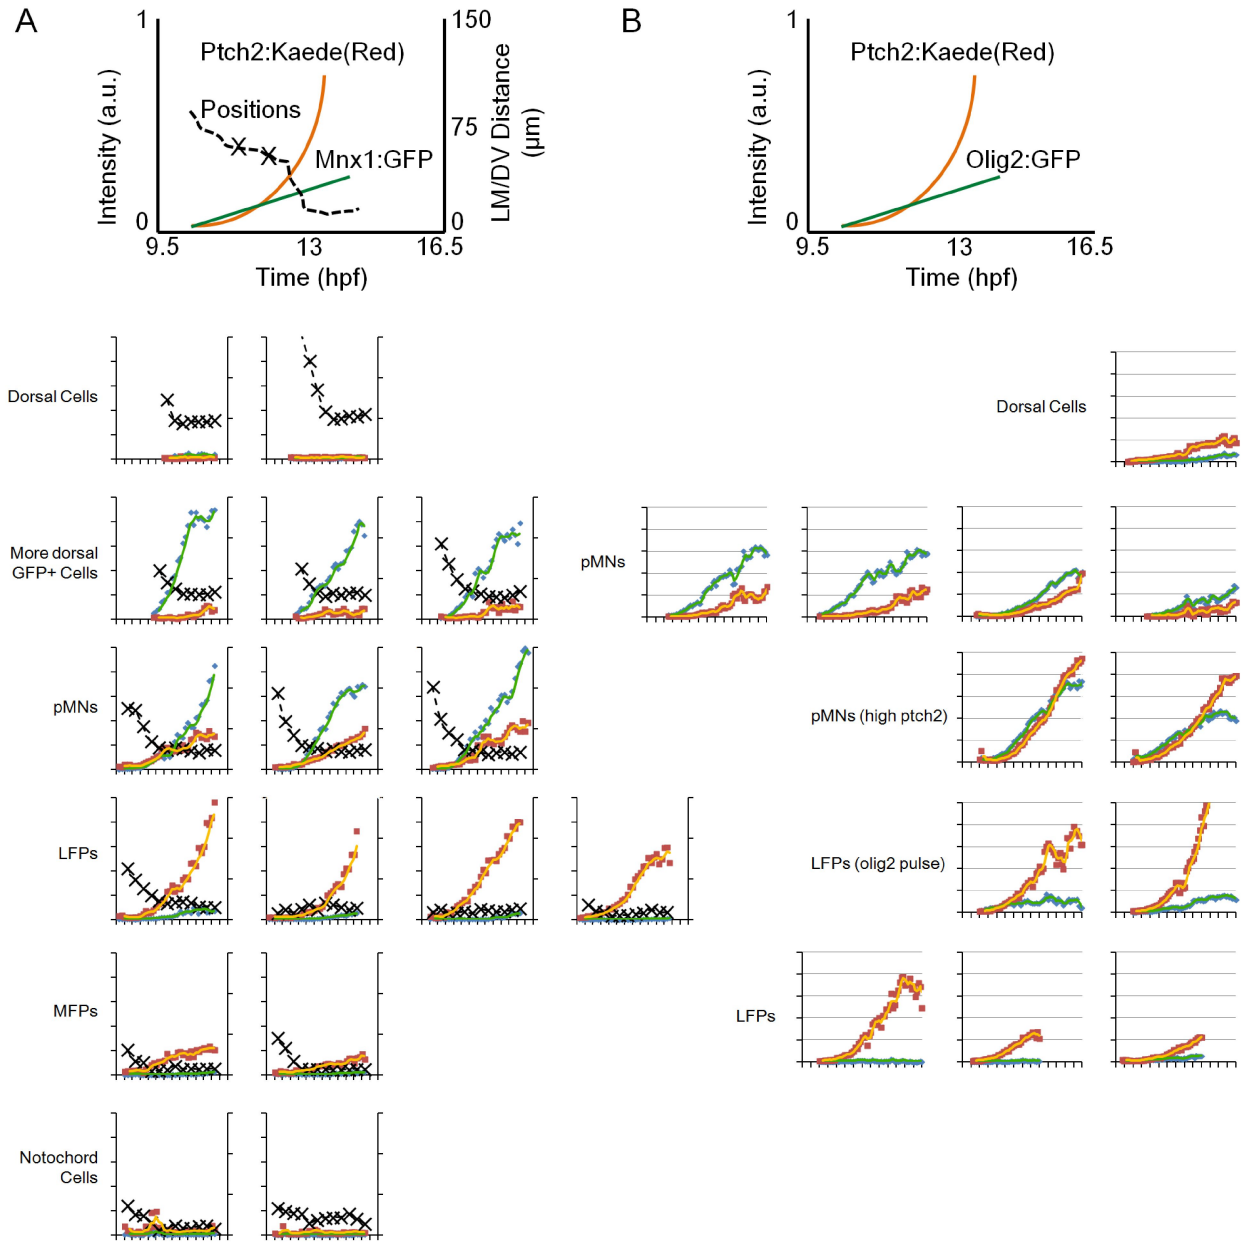 A
1
150
Ptch2:Kaede(Red)
Intensity (a.u.)
Positions
75
LM/DV Distance
(μm)
Mnx1:GFP
0
0
9.5
13
16.5
Time (hpf)
B
1
Ptch2:Kaede(Red)
Intensity (a.u.)
Olig2:GFP
0
9.5
13
16.5
Time (hpf)
Dorsal Cells
More dorsal
GFP+ Cells
pMNs
LFPs
MFPs
Notochord
Cells
Dorsal Cells
pMNs
pMNs (high ptch2)
LFPs (olig2 pulse)
LFPs